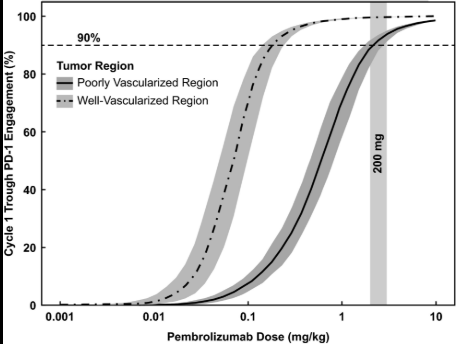 Cycle 1 Trough PD-1 Engagement (%)
100
80
60
40
20
0
90%
Tumor Region
Poorly Vascularized Region
Well-Vascularized Region
200 mg
0.001 0.01 0.1 1 10
Pembrolizumab Dose (mg/kg)